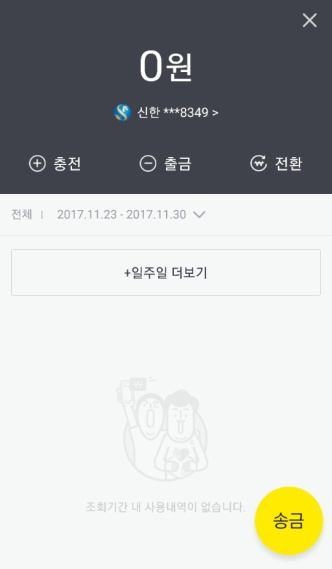 0원
신한 ***8349 >
충전 출금 전환
전체 | 2017.11.23 - 2017.11.30
+일주일 더보기
₩
조회기간 내 사용내역이 없습니다.
송금